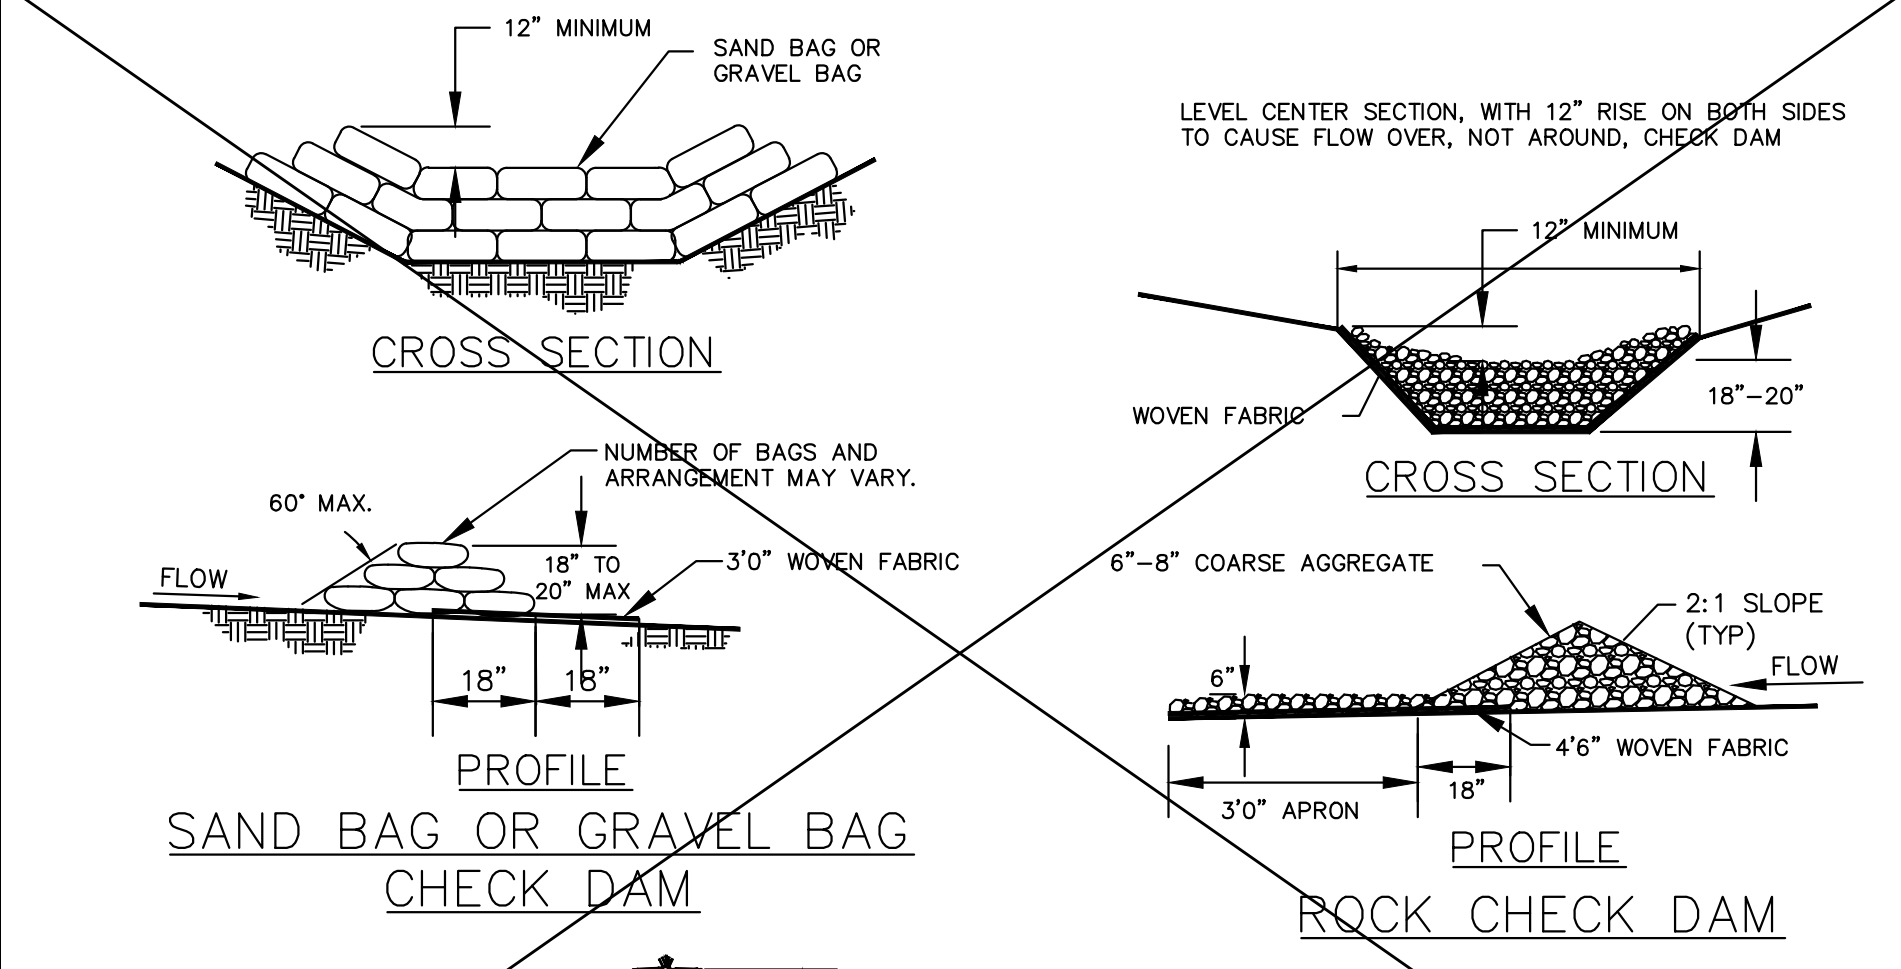 12” MINIMUM
SAND BAG OR
GRAVEL BAG
CROSS SECTION
NUMBER OF BAGS AND
ARRANGEMENT MAY VARY.
60° MAX.
FLOW
18” TO
20” MAX
3'0” WOVEN FABRIC
18”
18”
PROFILE
SAND BAG OR GRAVEL BAG
CHECK DAM
LEVEL CENTER SECTION, WITH 12” RISE ON BOTH SIDES
TO CAUSE FLOW OVER, NOT AROUND, CHECK DAM
12” MINIMUM
WOVEN FABRIC
18”–20”
CROSS SECTION
6”–8” COARSE AGGREGATE
2:1 SLOPE
(TYP)
FLOW
6”
4'6” WOVEN FABRIC
18”
3'0” APRON
PROFILE
ROCK CHECK DAM